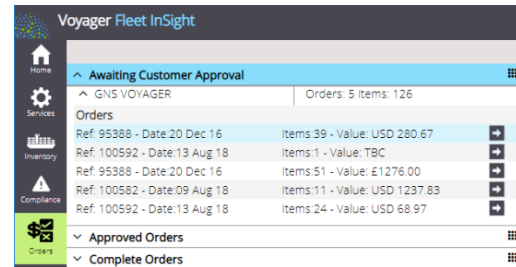 Voyager Fleet InSight
Home
Awaiting Customer Approval
GNS VOYAGER Orders: 5 Items: 126
Services
Orders
Ref: 95388 - Date:20 Dec 16 Items:39 - Value: USD 280.67
Ref: 100592 - Date:13 Aug 18 Items:1 - Value: TBC
Inventory
Ref: 95388 - Date:20 Dec 16 Items:51 - Value: £1276.00
Ref: 100582 - Date:09 Aug 18 Items:11 - Value: USD 1237.83
Compliance
Ref: 100592 - Date:13 Aug 18 Items:24 - Value: USD 68.97
Approved Orders
Orders
Complete Orders